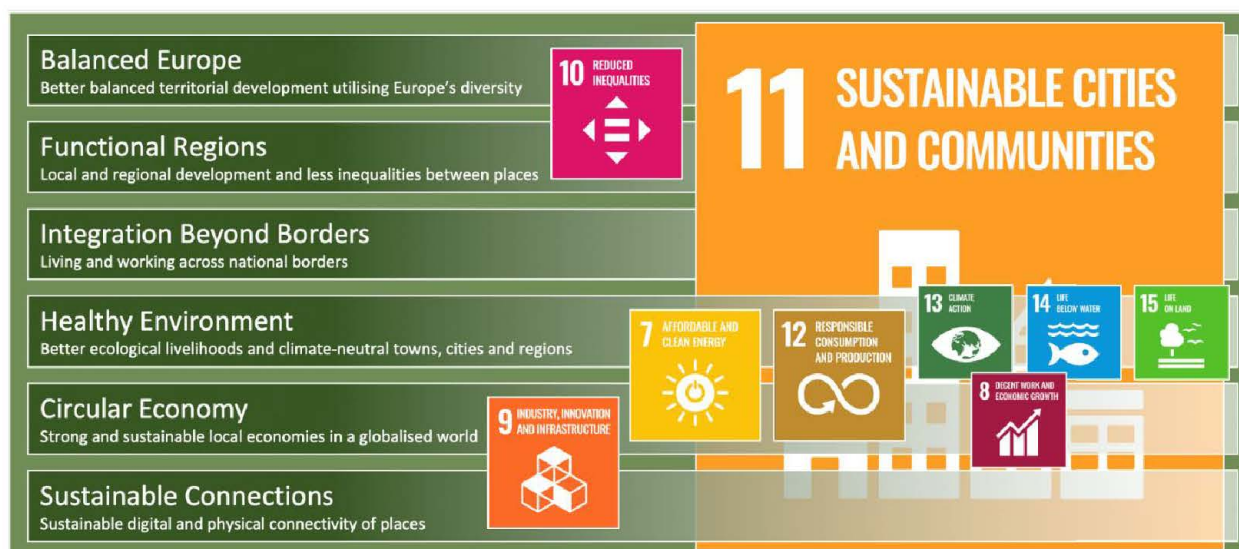 Balanced Europe
Better balanced territorial development utilising Europe's diversity
Functional Regions
Local and regional development and less inequalities between places
Integration Beyond Borders
Living and working across national borders
Healthy Environment
Better ecological livelihoods and climate-neutral towns, cities and regions
Circular Economy
Strong and sustainable local economies in a globalised world
Sustainable Connections
Sustainable digital and physical connectivity of places
10 REDUCED
INEQUALITIES
11 SUSTAINABLE CITIES
AND COMMUNITIES
7 AFFORDABLE AND
CLEAN ENERGY
12 RESPONSIBLE
CONSUMPTION
AND PRODUCTION
13 CLIMATE
ACTION
14 LIFE
BELOW WATER
15 LIFE
ON LAND
9 INDUSTRY, INNOVATION
AND INFRASTRUCTURE
8 DECENT WORK AND
ECONOMIC GROWTH